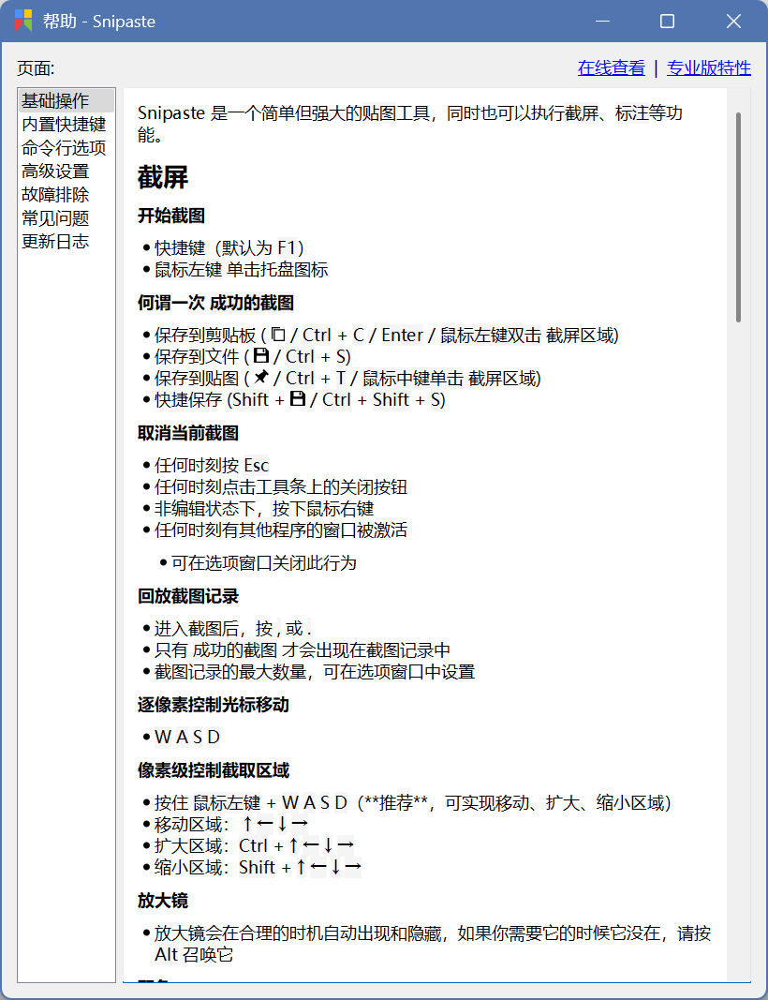 帮助 - Snipaste
页面:
在线查看 | 专业版特性
基础操作
内置快捷键
命令行选项
高级设置
故障排除
常见问题
更新日志
Snipaste 是一个简单但强大的贴图工具，同时也可以执行截屏、标注等功
能。
截屏
开始截图
• 快捷键（默认为 F1）
• 鼠标左键 单击托盘图标
何谓一次 成功的截图
• 保存到剪贴板 ( / Ctrl + C / Enter / 鼠标左键双击 截屏区域)
• 保存到文件 ( / Ctrl + S)
• 保存到贴图 ( / Ctrl + T / 鼠标中键单击 截屏区域)
• 快捷保存 (Shift + / Ctrl + Shift + S)
取消当前截图
• 任何时刻按 Esc
• 任何时刻点击工具条上的关闭按钮
• 非编辑状态下，按下鼠标右键
• 任何时刻有其他程序的窗口被激活
• 可在选项窗口关闭此行为
回放截图记录
• 进入截图后，按 , 或 .
• 只有 成功的截图 才会出现在截图记录中
• 截图记录的最大数量，可在选项窗口中设置
逐像素控制光标移动
• W A S D
像素级控制截取区域
• 按住 鼠标左键 + W A S D（**推荐**，可实现移动、扩大、缩小区域）
• 移动区域：↑←↓→
• 扩大区域：Ctrl + ↑←↓→
• 缩小区域：Shift + ↑←↓→
放大镜
• 放大镜会在合理的时机自动出现和隐藏，如果你需要它的时候它没在，请按
Alt 召唤它